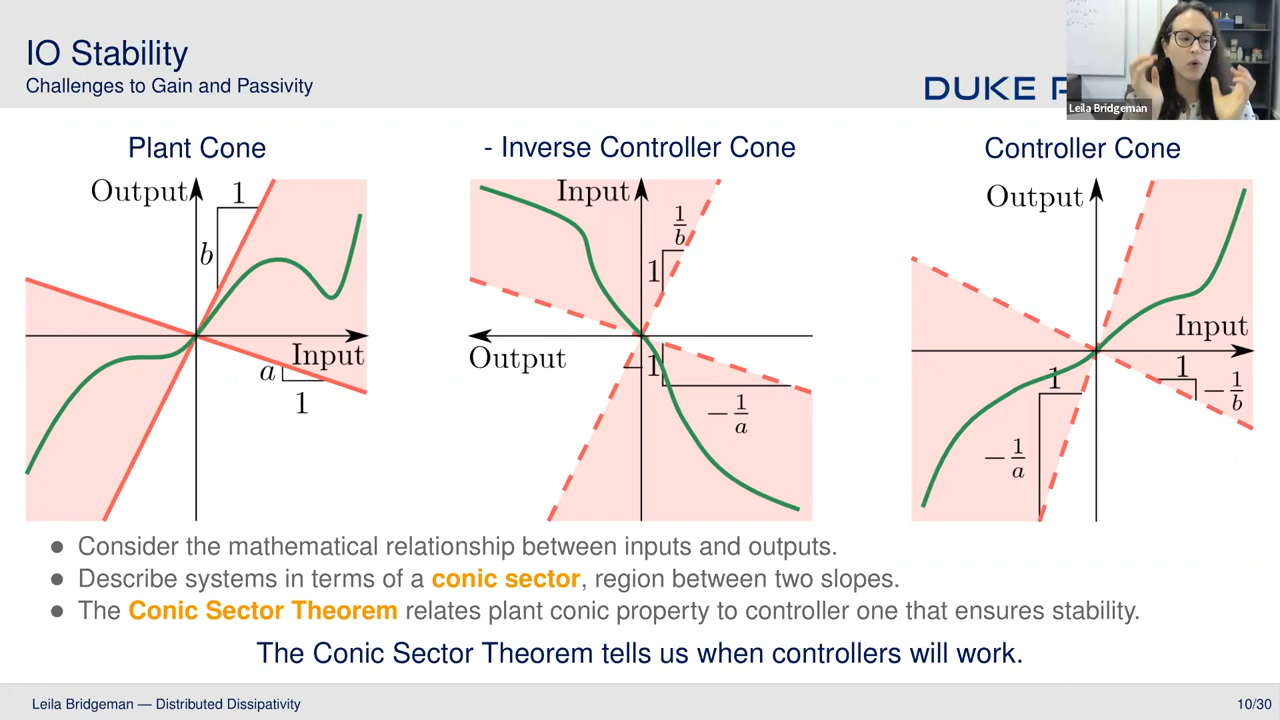 IO Stability
Challenges to Gain and Passivity
DUKE
Leila Bridgeman
Plant Cone
Output
1
b
Input
a
1
- Inverse Controller Cone
Input
1/b
1
Output
1
-1/a
Controller Cone
Output
Input
1
1
-1/b
-1/a
● Consider the mathematical relationship between inputs and outputs.
● Describe systems in terms of a conic sector, region between two slopes.
● The Conic Sector Theorem relates plant conic property to controller one that ensures stability.
The Conic Sector Theorem tells us when controllers will work.
Leila Bridgeman — Distributed Dissipativity
10/30